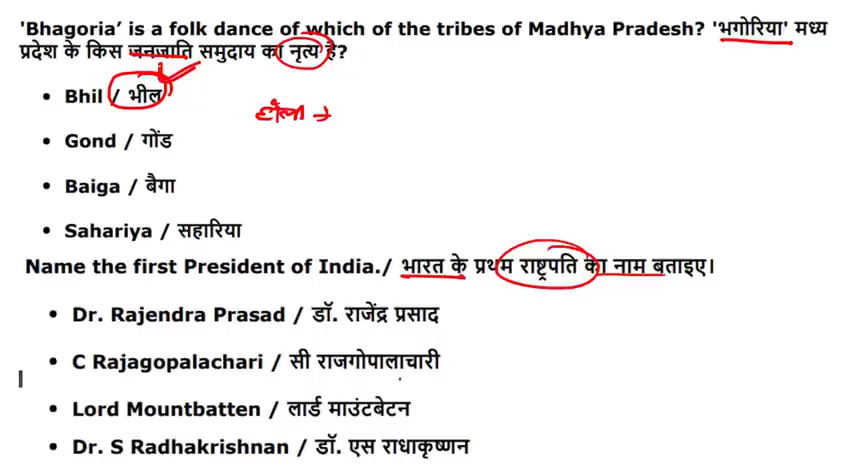 'Bhagoria’ is a folk dance of which of the tribes of Madhya Pradesh? 'भगोरिया' मध्य
प्रदेश के किस जनजाति समुदाय का नृत्य है?
• Bhil / भील
• Gond / गोंड
• Baiga / बैगा
• Sahariya / सहारिया
Name the first President of India./ भारत के प्रथम राष्ट्रपति का नाम बताइए।
• Dr. Rajendra Prasad / डॉ. राजेंद्र प्रसाद
• C Rajagopalachari / सी राजगोपालाचारी
• Lord Mountbatten / लार्ड माउंटबेटन
• Dr. S Radhakrishnan / डॉ. एस राधाकृष्णन